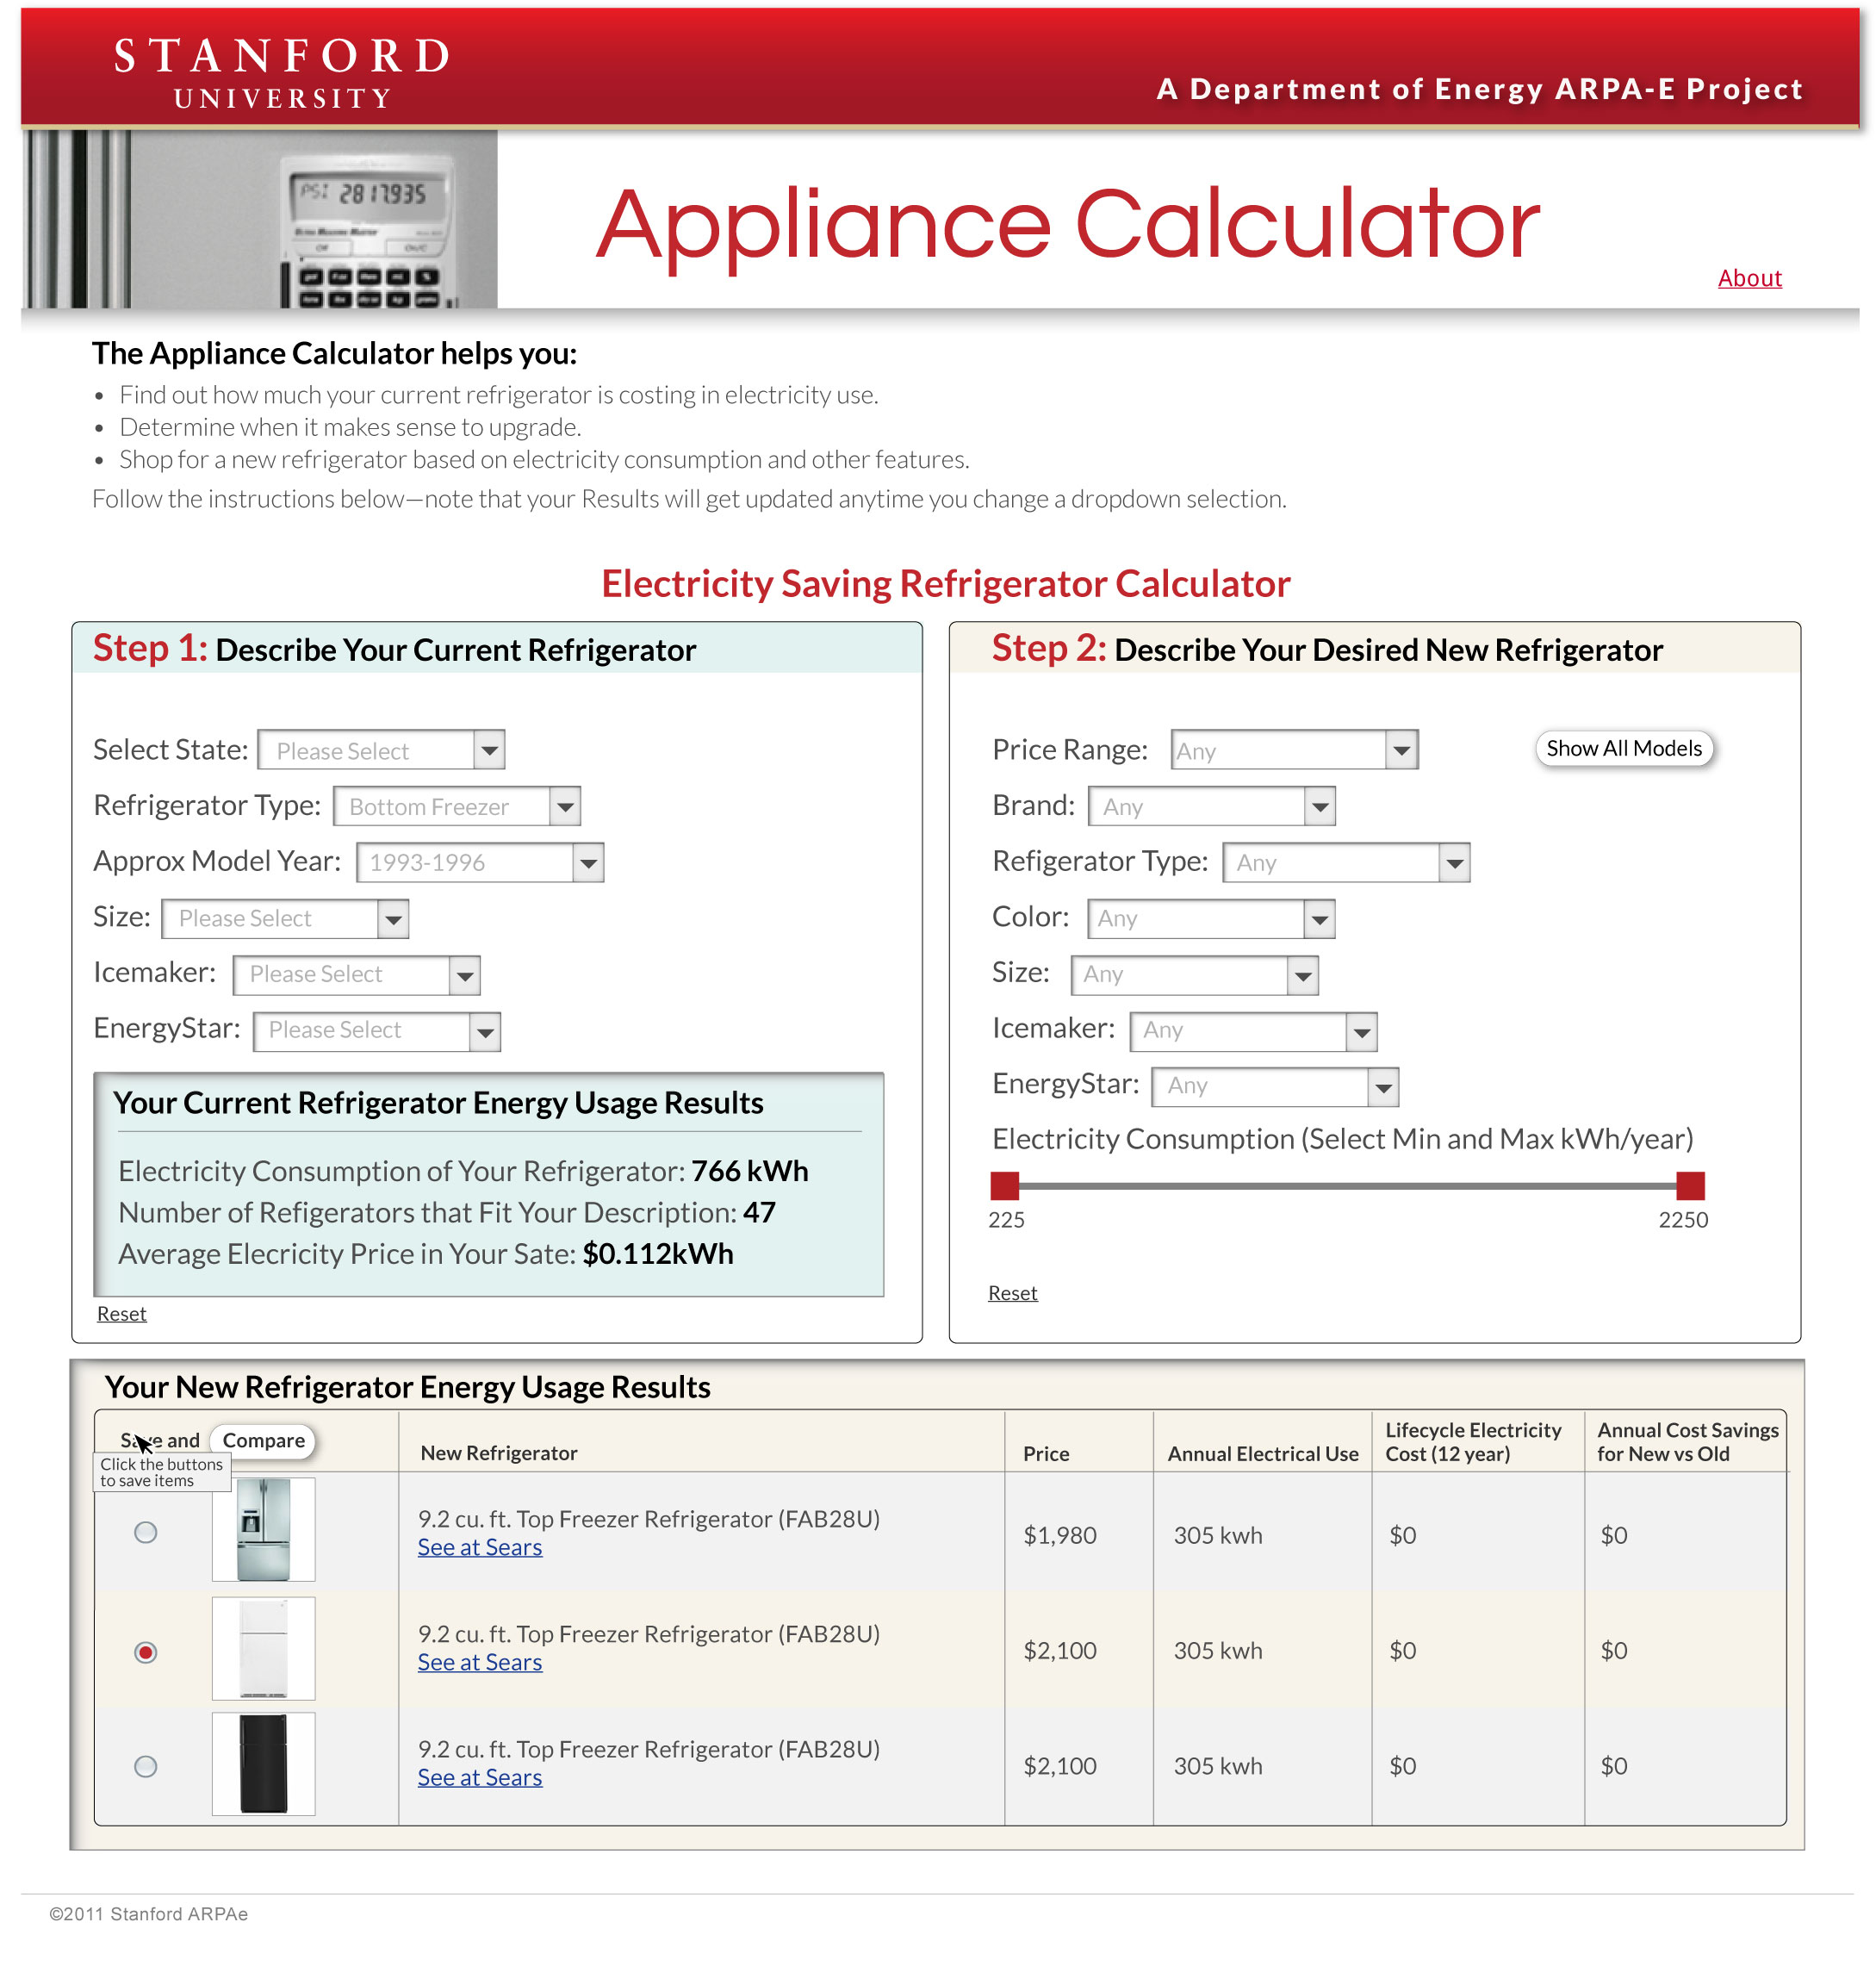 STANFORD
UNIVERSITY
A Department of Energy ARPA-E Project
PSI 2817.935
Appliance Calculator
About
The Appliance Calculator helps you:
• Find out how much your current refrigerator is costing in electricity use.
• Determine when it makes sense to upgrade.
• Shop for a new refrigerator based on electricity consumption and other features.
Follow the instructions below—note that your Results will get updated anytime you change a dropdown selection.
Electricity Saving Refrigerator Calculator
Step 1: Describe Your Current Refrigerator
Select State: Please Select
Refrigerator Type: Bottom Freezer
Approx Model Year: 1993-1996
Size: Please Select
Icemaker: Please Select
EnergyStar: Please Select
Your Current Refrigerator Energy Usage Results
Electricity Consumption of Your Refrigerator: 766 kWh
Number of Refigerators that Fit Your Description: 47
Average Elecricity Price in Your Sate: $0.112kWh
Reset
Step 2: Describe Your Desired New Refrigerator
Price Range: Any
Show All Models
Brand: Any
Refigerator Type: Any
Color: Any
Size: Any
Icemaker: Any
EnergyStar: Any
Electricity Consumption (Select Min and Max kWh/year)
225 2250
Reset
Your New Refrigerator Energy Usage Results
Save and Compare
Click the buttons
to save items
New Refrigerator
Price
Annual Electrical Use
Lifecycle Electricity
Cost (12 year)
Annual Cost Savings
for New vs Old
9.2 cu. ft. Top Freezer Refrigerator (FAB28U)
See at Sears
$1,980 305 kwh $0 $0
9.2 cu. ft. Top Freezer Refrigerator (FAB28U)
See at Sears
$2,100 305 kwh $0 $0
9.2 cu. ft. Top Freezer Refrigerator (FAB28U)
See at Sears
$2,100 305 kwh $0 $0
©2011 Stanford ARPAe